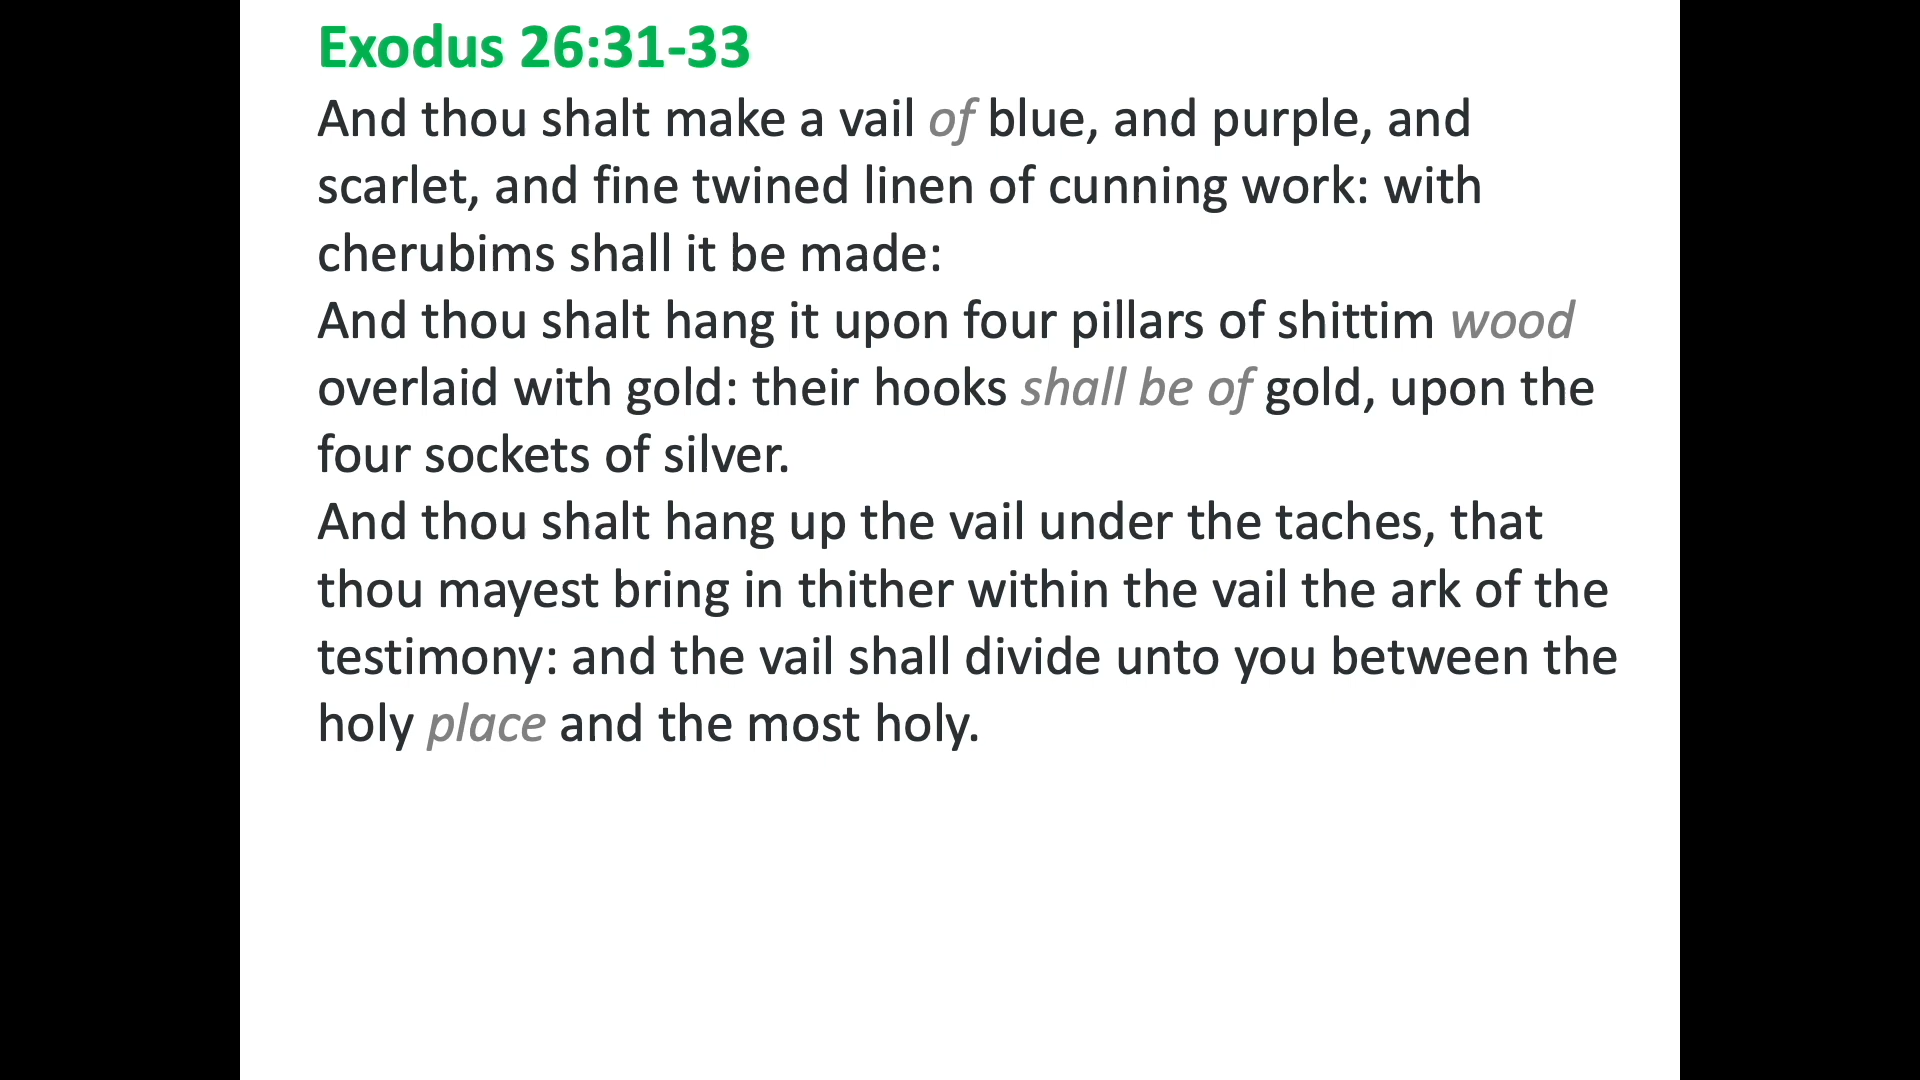 Exodus 26:31-33
And thou shalt make a vail of blue, and purple, and
scarlet, and fine twined linen of cunning work: with
cherubims shall it be made:
And thou shalt hang it upon four pillars of shittim wood
overlaid with gold: their hooks shall be of gold, upon the
four sockets of silver.
And thou shalt hang up the vail under the taches, that
thou mayest bring in thither within the vail the ark of the
testimony: and the vail shall divide unto you between the
holy place and the most holy.